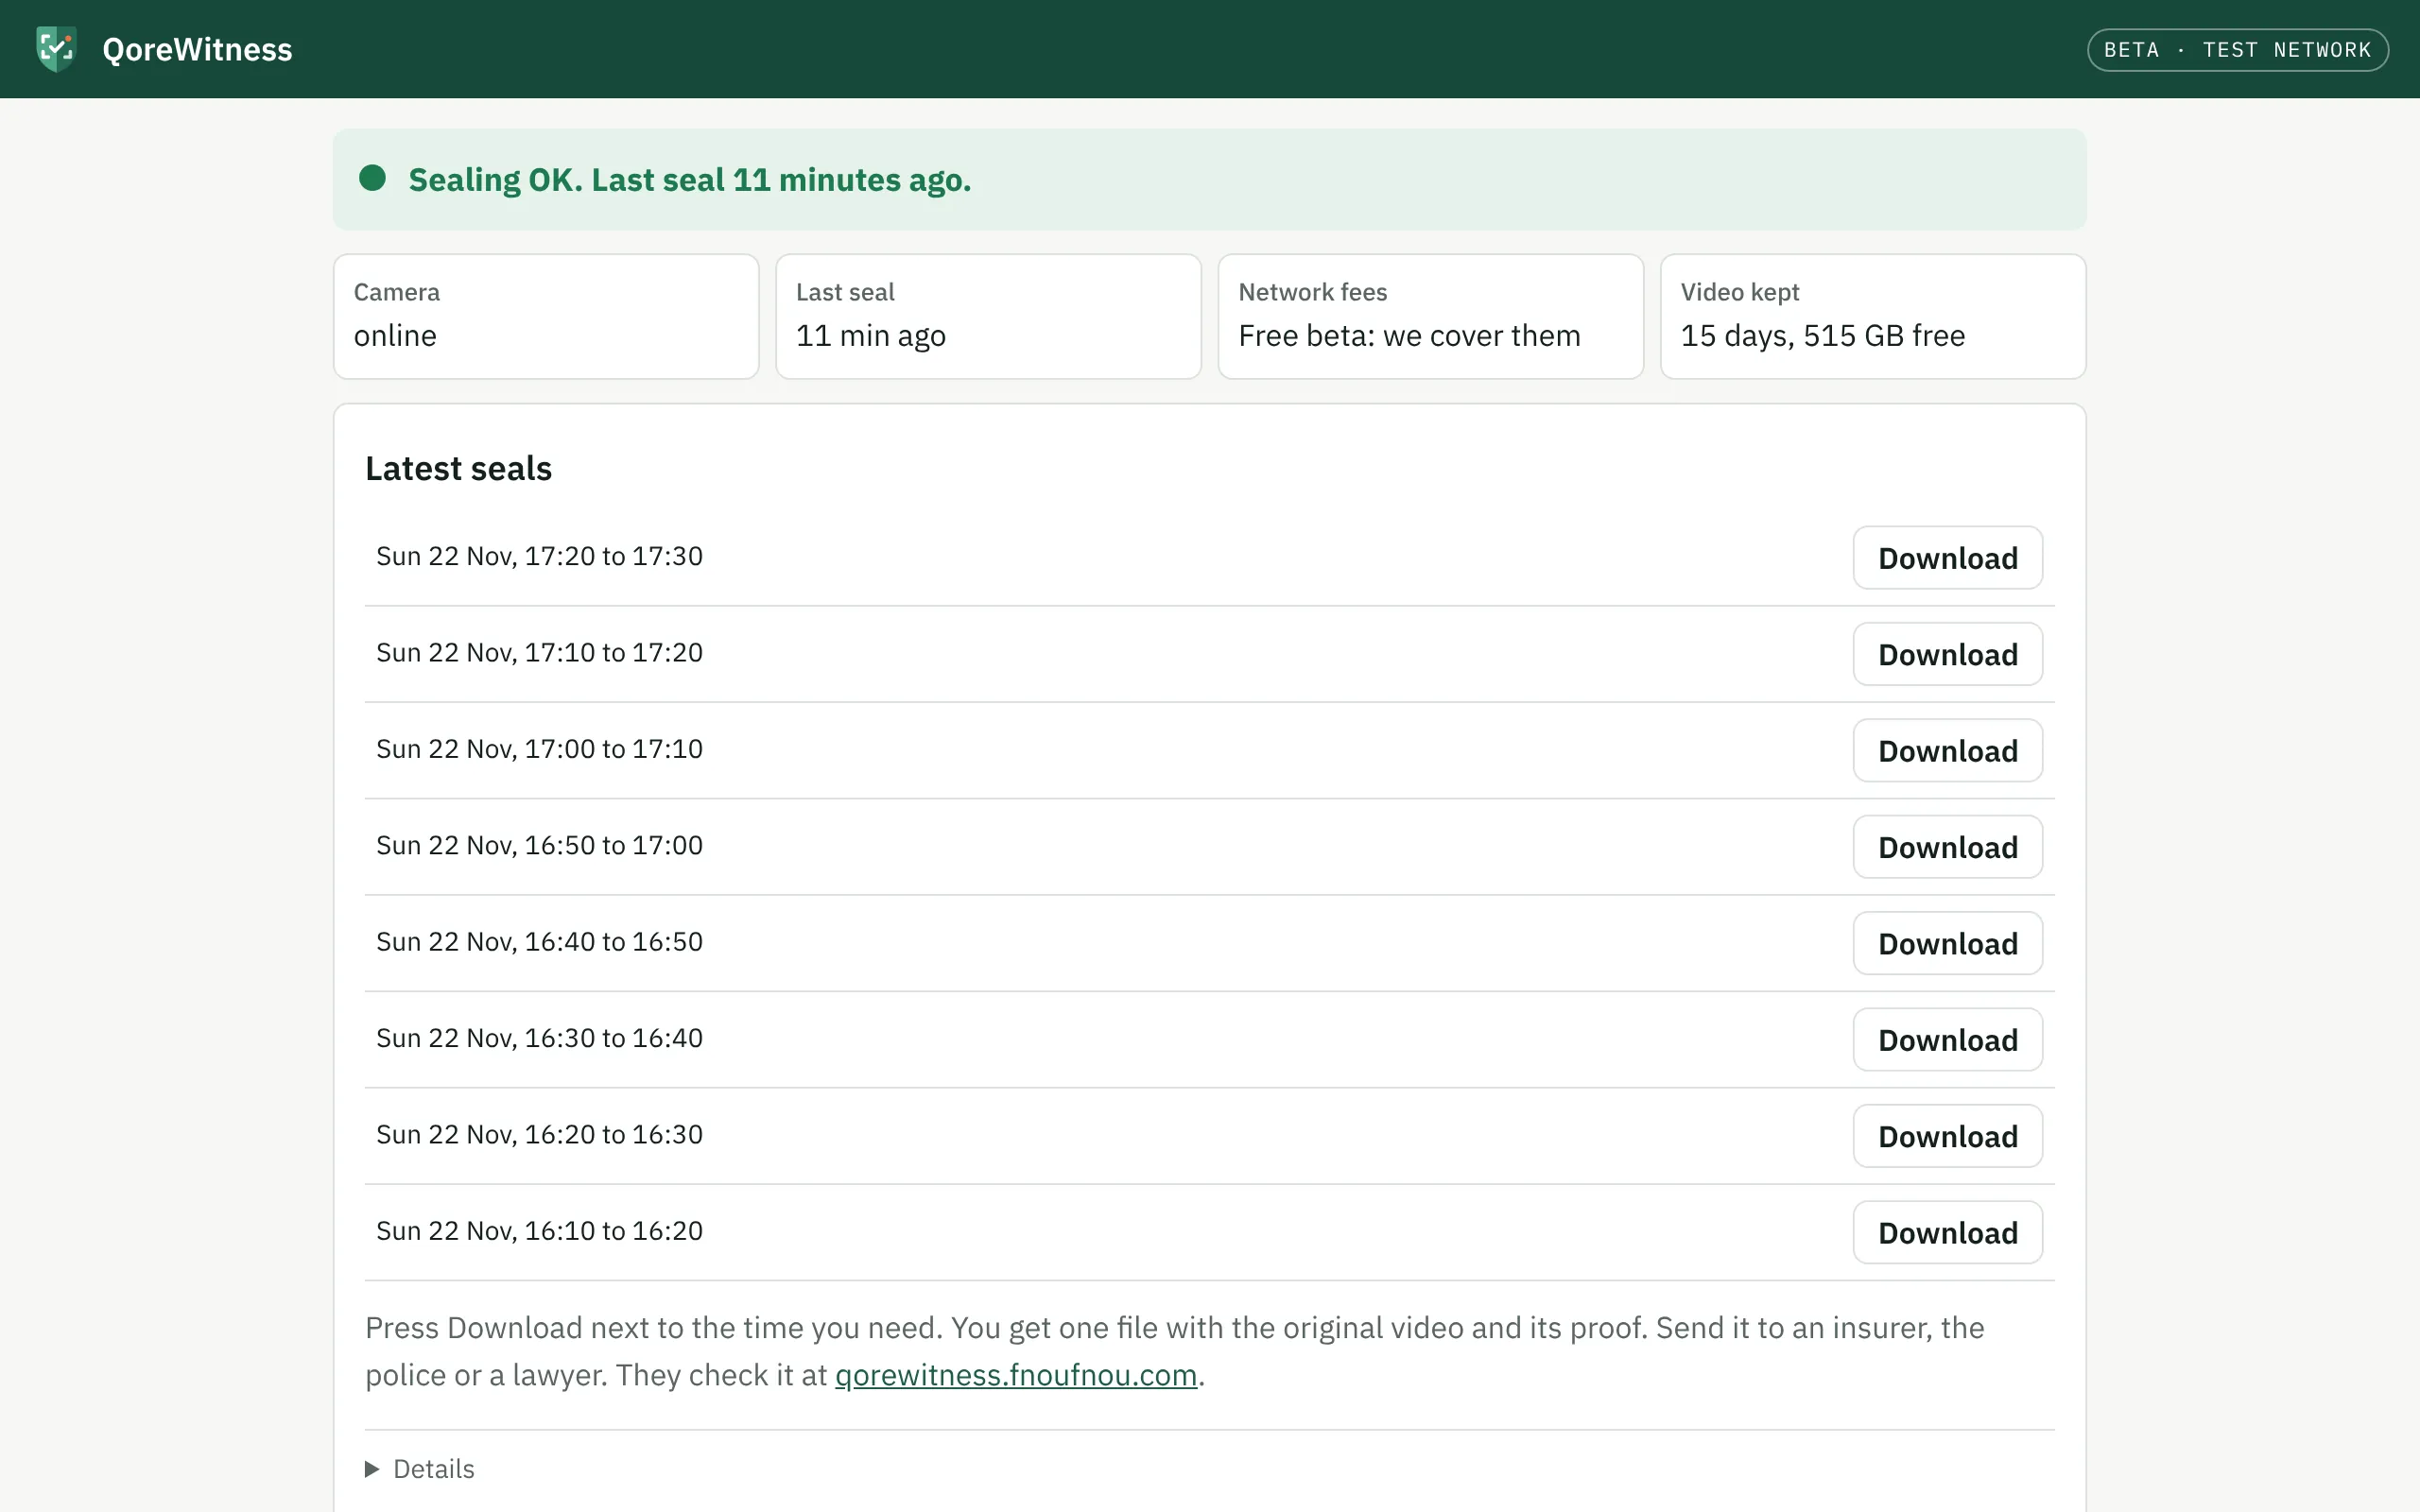 QoreWitness
BETA · TEST NETWORK
Sealing OK. Last seal 11 minutes ago.
Camera
online
Last seal
11 min ago
Network fees
Free beta: we cover them
Video kept
15 days, 515 GB free
Latest seals
Sun 22 Nov, 17:20 to 17:30
Download
Sun 22 Nov, 17:10 to 17:20
Download
Sun 22 Nov, 17:00 to 17:10
Download
Sun 22 Nov, 16:50 to 17:00
Download
Sun 22 Nov, 16:40 to 16:50
Download
Sun 22 Nov, 16:30 to 16:40
Download
Sun 22 Nov, 16:20 to 16:30
Download
Sun 22 Nov, 16:10 to 16:20
Download
Press Download next to the time you need. You get one file with the original video and its proof. Send it to an insurer, the
police or a lawyer. They check it at qorewitness.fnoufnou.com.
Details